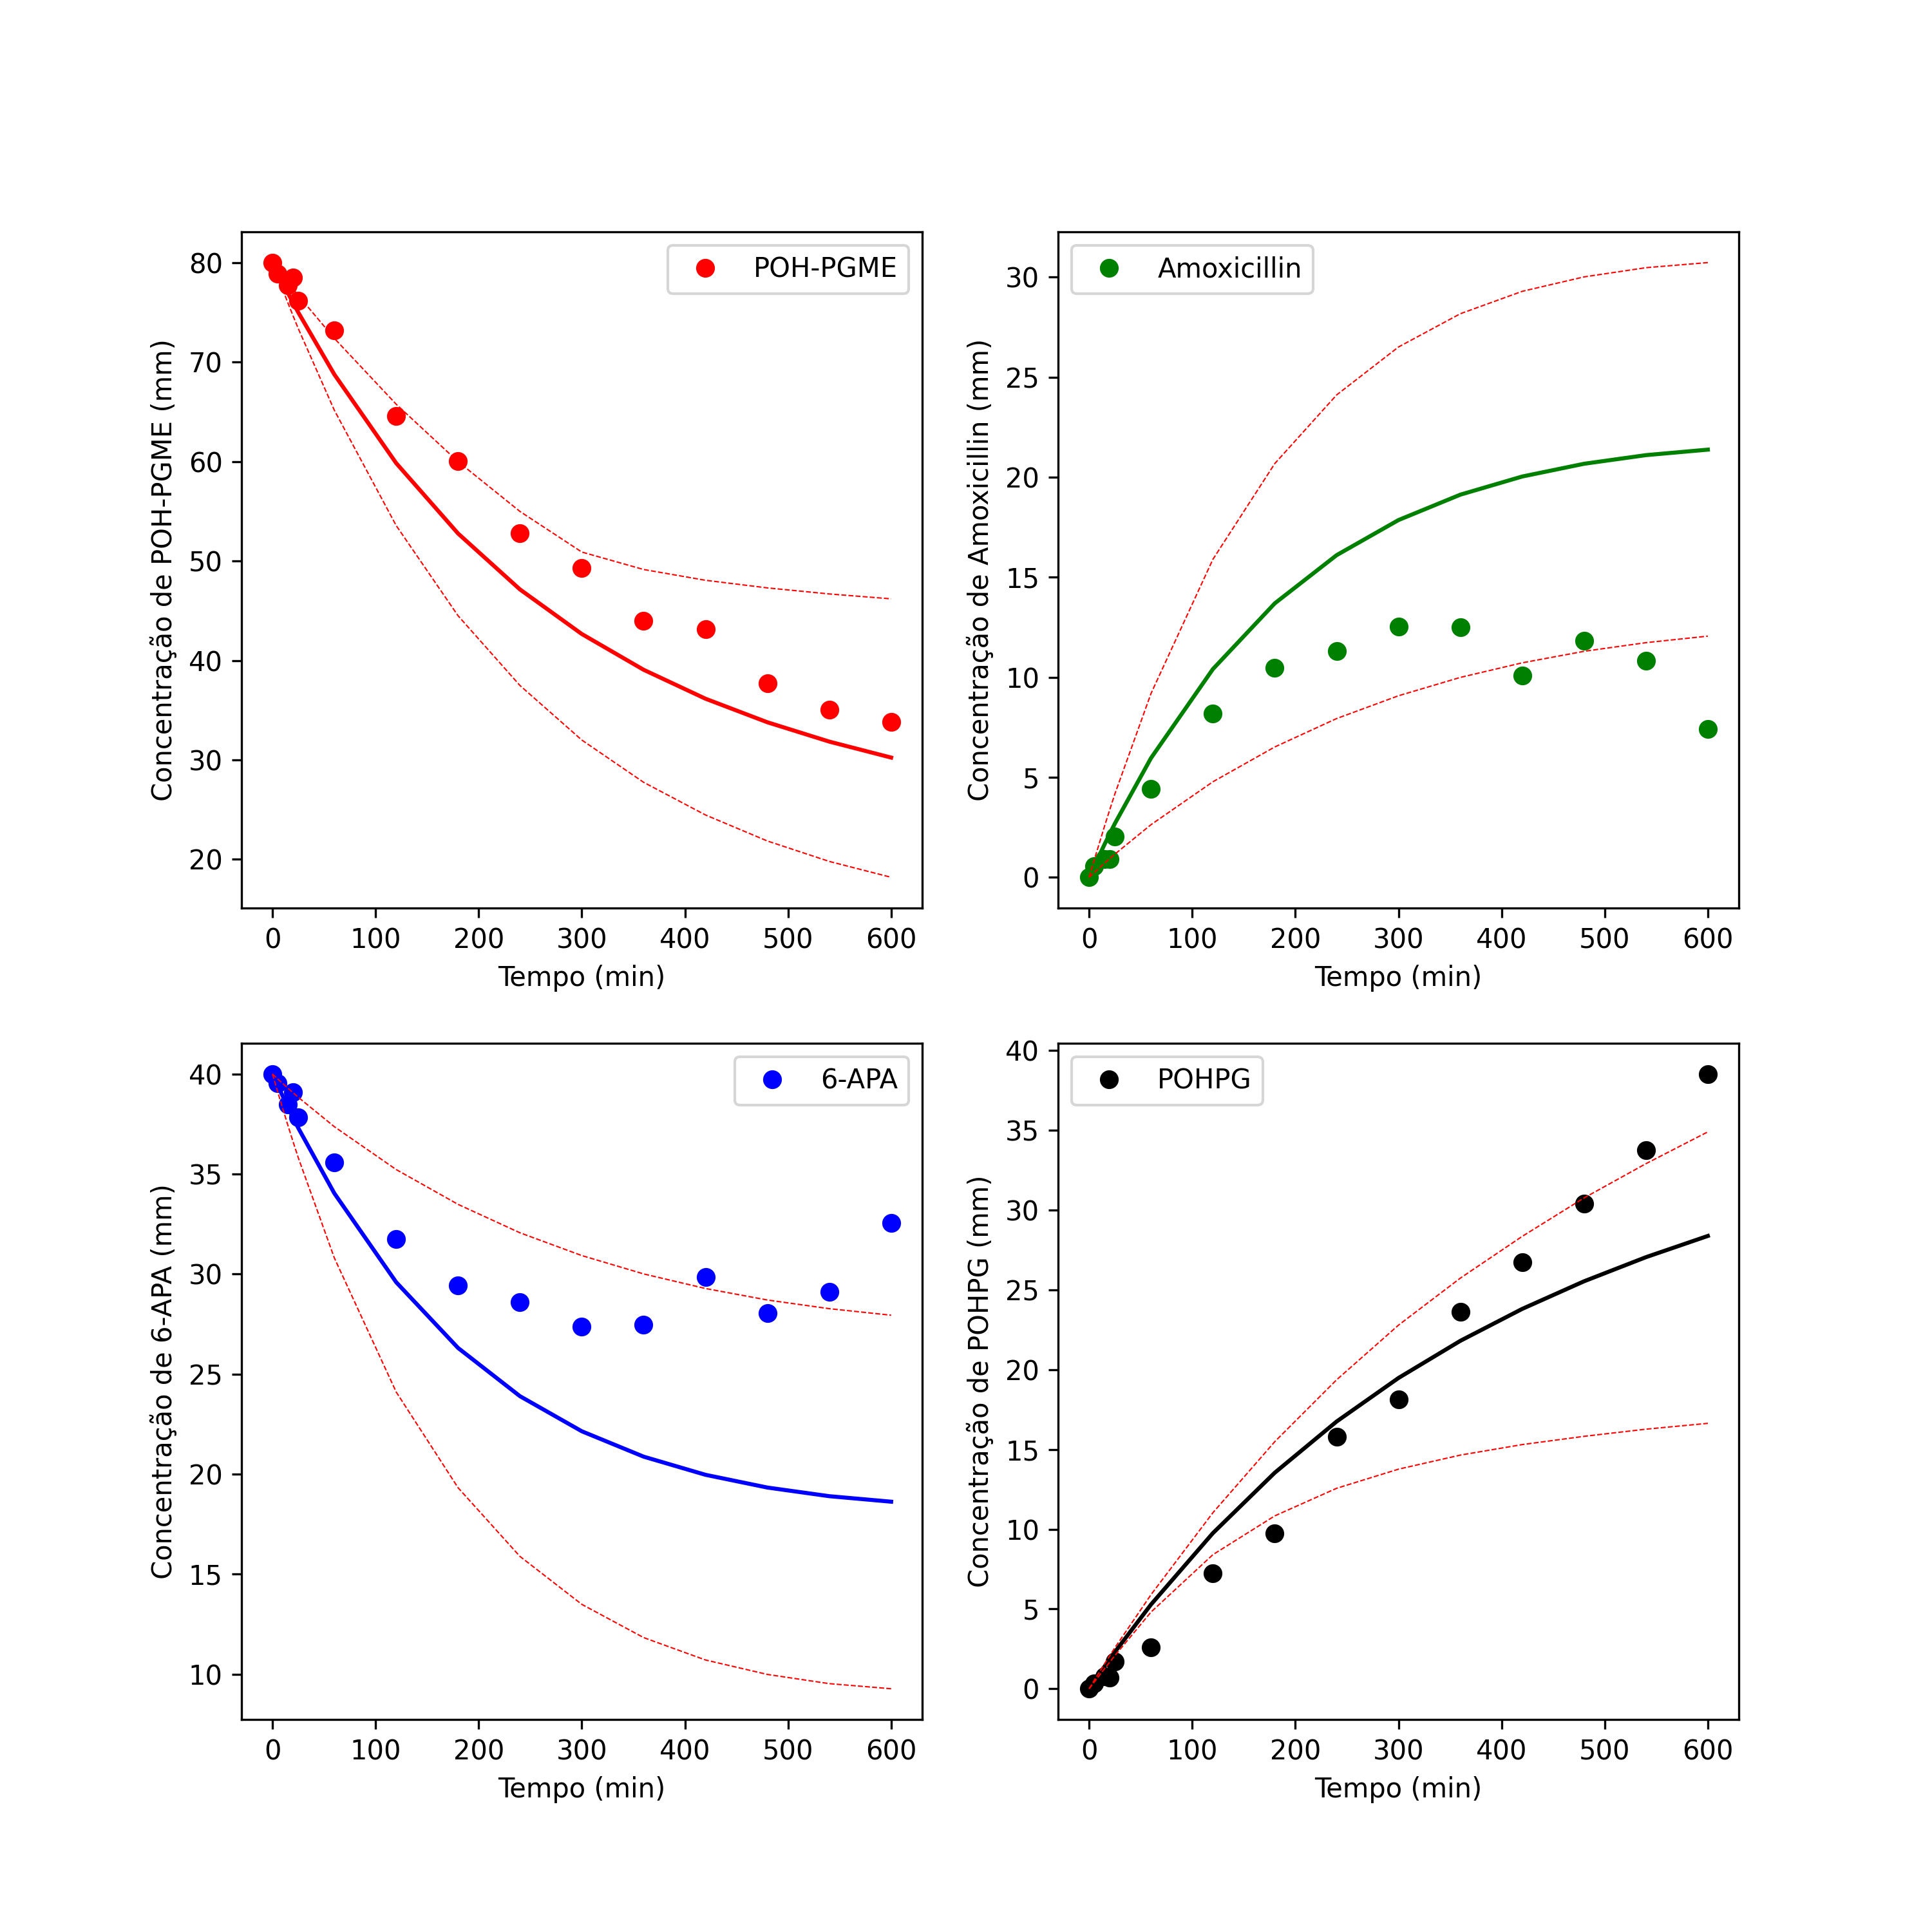 POH-PGME
80
70
60
50
40
30
20
Concentração de POH-PGME (mm)
0 100 200 300 400 500 600
Tempo (min)
Amoxicillin
30
25
20
15
10
5
0
Concentração de Amoxicillin (mm)
0 100 200 300 400 500 600
Tempo (min)
6-APA
40
35
30
25
20
15
10
Concentração de 6-APA (mm)
0 100 200 300 400 500 600
Tempo (min)
POHPG
40
35
30
25
20
15
10
5
0
Concentração de POHPG (mm)
0 100 200 300 400 500 600
Tempo (min)